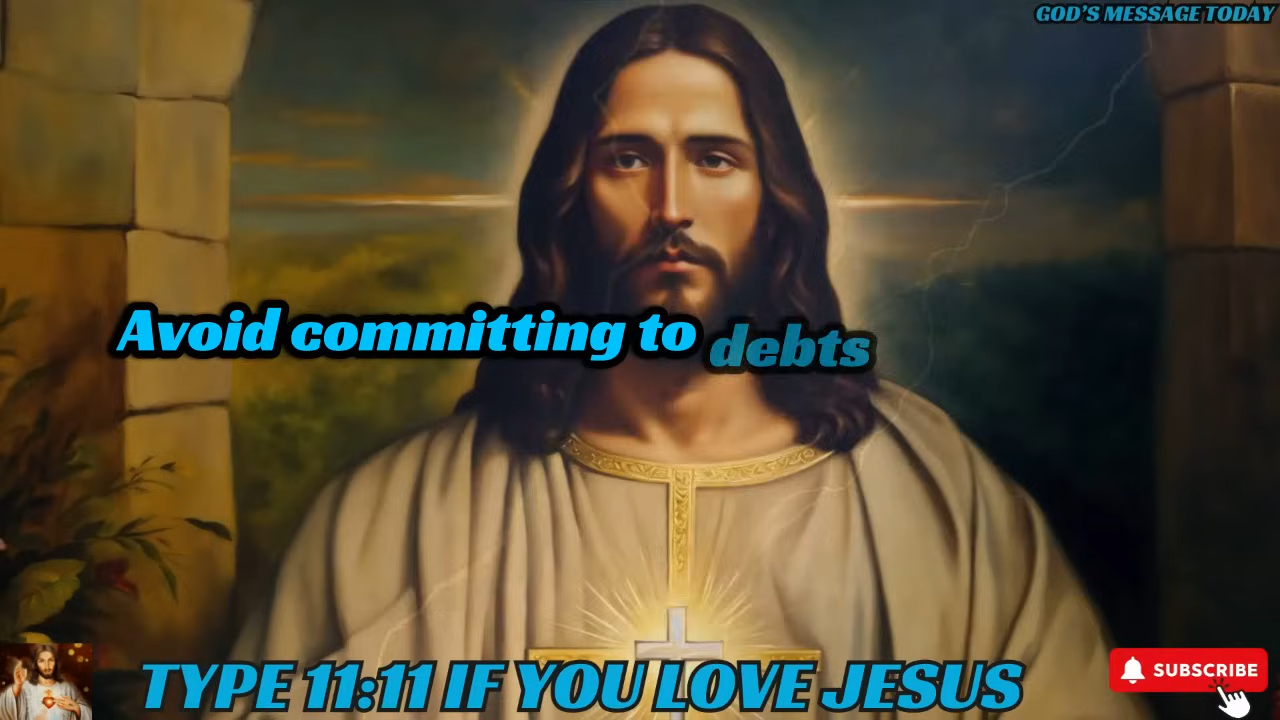 GOD'S MESSAGE TODAY
Avoid committing to debts
TYPE 11:11 IF YOU LOVE JESUS
SUBSCRIBE